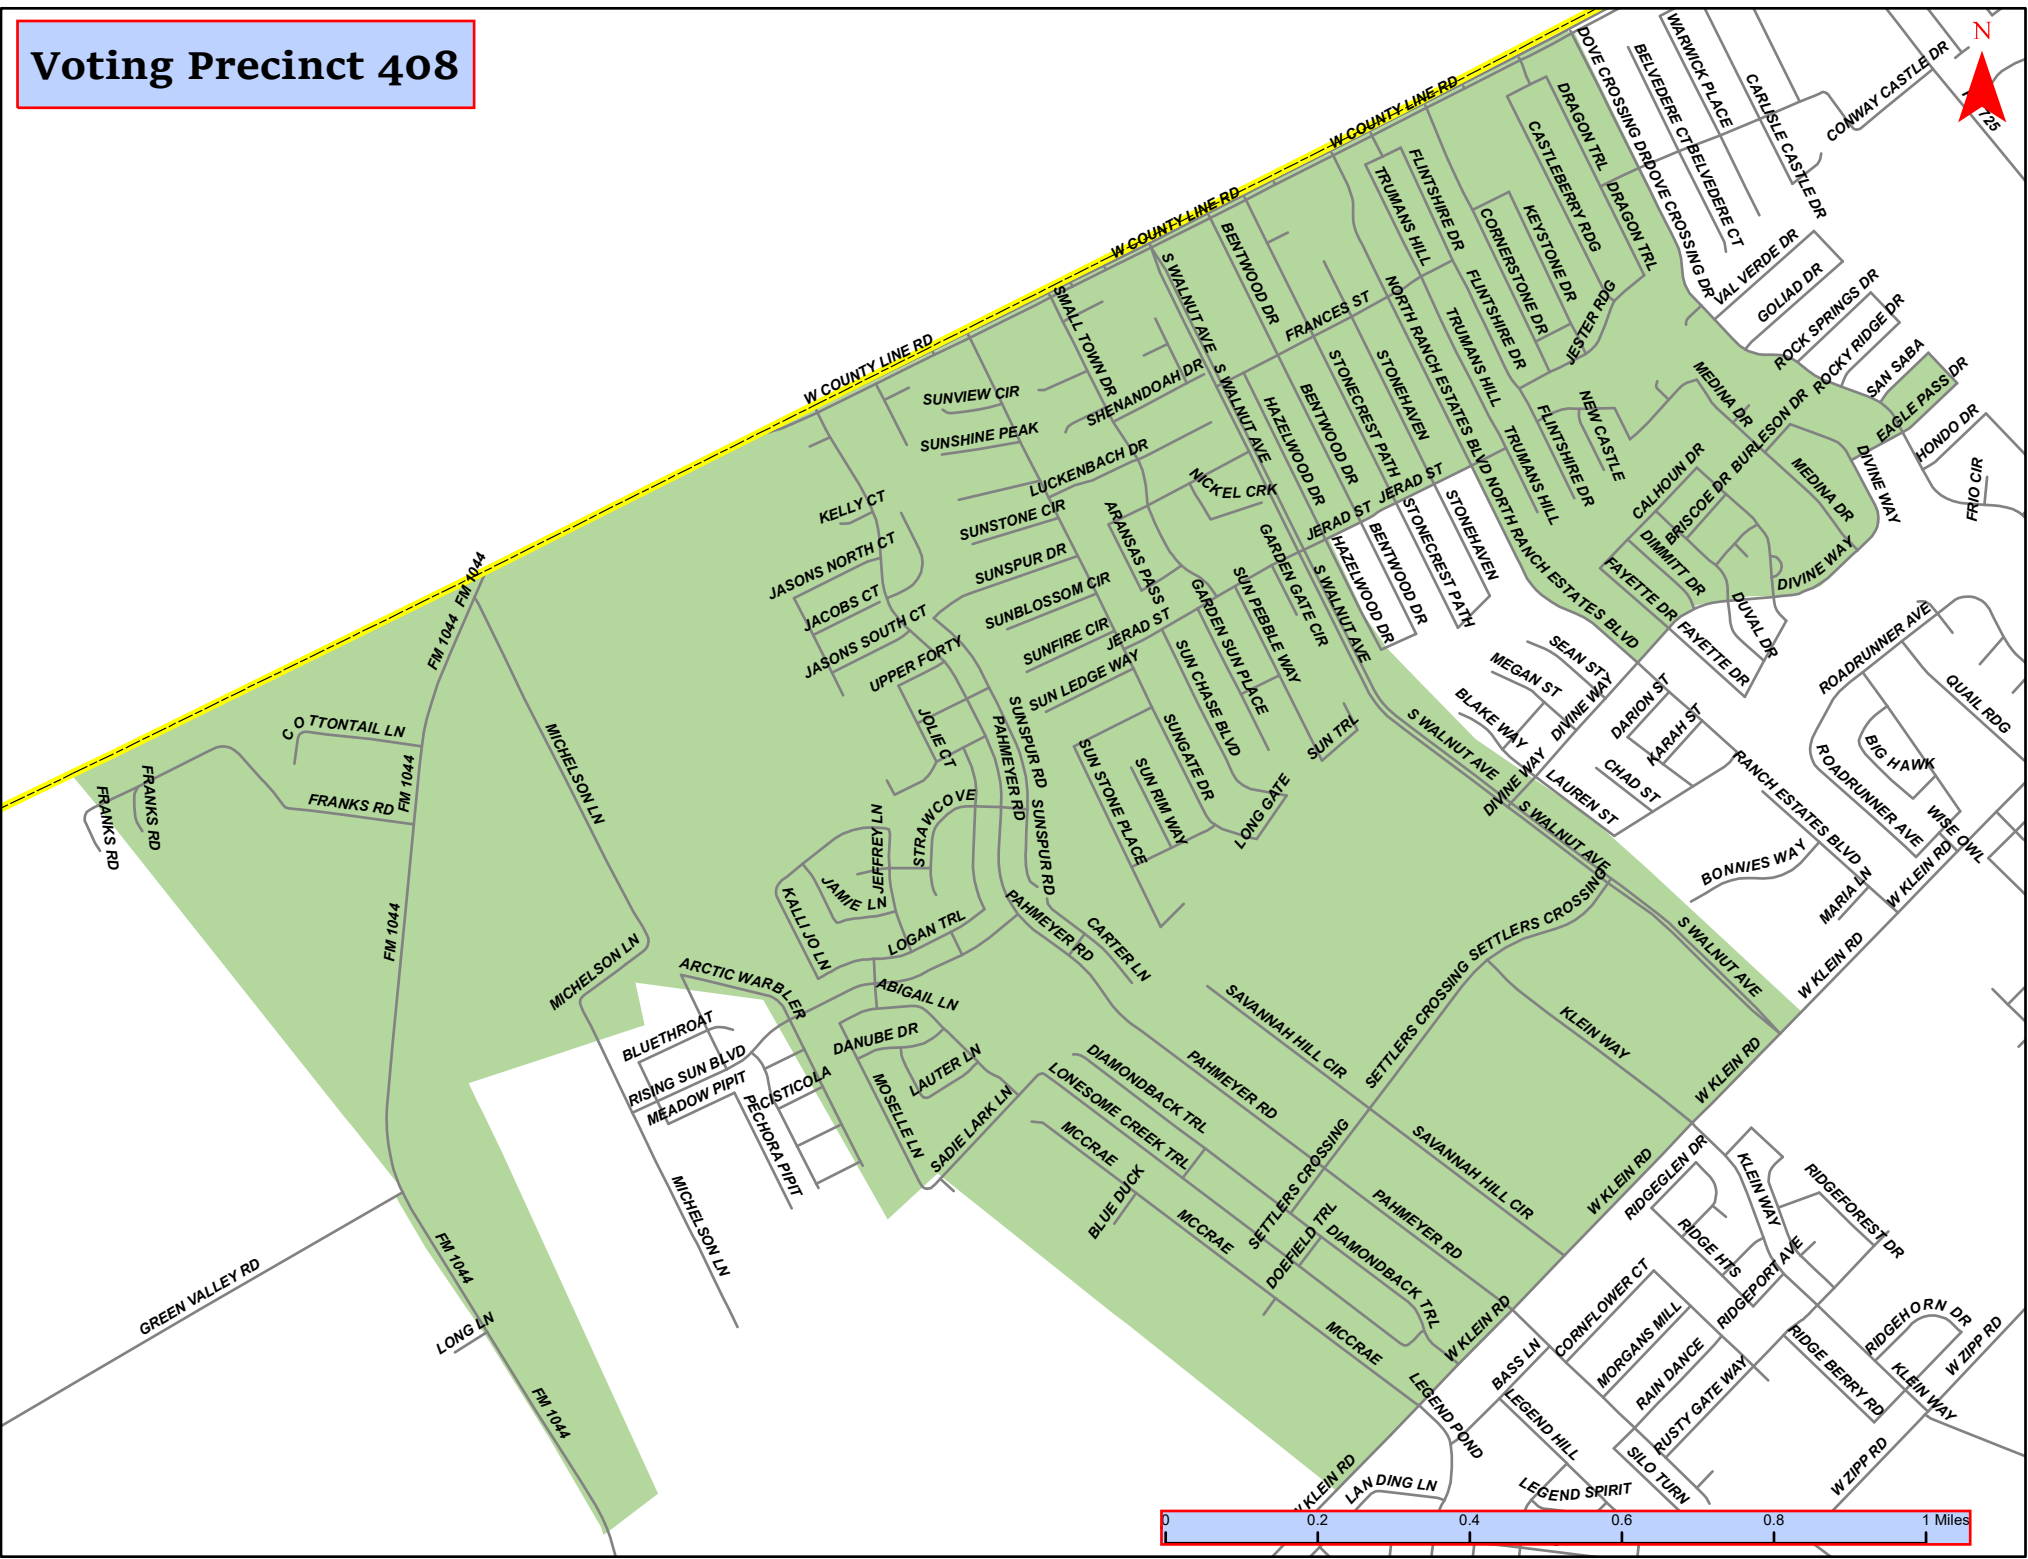 Voting Precinct 408
N
W COUNTY LINE RD
W COUNTY LINE RD
W COUNTY LINE RD
DOVE CROSSING DR
DOVE CROSSING DR
BELVEDERE CT
BELVEDERE CT
WARWICK PLACE
CARLISLE CASTLE DR
CONWAY CASTLE DR
725
DRAGON TRL
DRAGON TRL
CASTLEBERRY RDG
KEYSTONE DR
CORNERSTONE DR
FLINTSHIRE DR
FLINTSHIRE DR
FLINTSHIRE DR
TRUMANS HILL
TRUMANS HILL
TRUMANS HILL
JESTER RDG
NEW CASTLE
VAL VERDE DR
GOLIAD DR
ROCK SPRINGS DR
ROCKY RIDGE DR
SAN SABA
EAGLE PASS DR
HONDO DR
FRIO CIR
MEDINA DR
MEDINA DR
BURLESON DR
BRISCOE DR
CALHOUN DR
DIMMITT DR
FAYETTE DR
FAYETTE DR
DUVAL DR
DIVINE WAY
DIVINE WAY
DIVINE WAY
DIVINE WAY
BENTWOOD DR
BENTWOOD DR
BENTWOOD DR
FRANCES ST
NORTH RANCH ESTATES BLVD
NORTH RANCH ESTATES BLVD
STONEHAVEN
STONEHAVEN
STONECREST PATH
STONECREST PATH
HAZELWOOD DR
HAZELWOOD DR
JERAD ST
JERAD ST
JERAD ST
S WALNUT AVE
S WALNUT AVE
S WALNUT AVE
S WALNUT AVE
S WALNUT AVE
S WALNUT AVE
SMALL TOWN DR
SHENANDOAH DR
LUCKENBACH DR
SUNVIEW CIR
SUNSHINE PEAK
SUNSTONE CIR
SUNSPUR DR
SUNBLOSSOM CIR
SUNFIRE CIR
SUN LEDGE WAY
NICKEL CRK
ARANSAS PASS
GARDEN GATE CIR
GARDEN SUN PLACE
SUN PEBBLE WAY
SUN CHASE BLVD
SUNGATE DR
SUN STONE PLACE
SUN RIM WAY
SUN TRL
LONG GATE
KELLY CT
JASONS NORTH CT
JACOBS CT
JASONS SOUTH CT
UPPER FORTY
JOLIE CT
SUNSPUR RD
SUNSPUR RD
PAHMEYER RD
PAHMEYER RD
PAHMEYER RD
PAHMEYER RD
STRAWCOVE
JEFFREY LN
JAMIE LN
KALLI JO LN
LOGAN TRL
CARTER LN
ABIGAIL LN
DANUBE DR
LAUTER LN
MOSELLE LN
SADIE LARK LN
FM 1044
FM 1044
FM 1044
FM 1044
FM 1044
FM 1044
COTTONTAIL LN
FRANKS RD
FRANKS RD
FRANKS RD
MICHELSON LN
MICHELSON LN
MICHELSON LN
ARCTIC WARBLER
BLUETHROAT
RISING SUN BLVD
MEADOW PIPIT
CISTICOLA
PECHORA PIPIT
GREEN VALLEY RD
LONG LN
SEAN ST
MEGAN ST
BLAKE WAY
LAUREN ST
DARION ST
KARAH ST
CHAD ST
RANCH ESTATES BLVD
BONNIES WAY
MARIA LN
ROADRUNNER AVE
ROADRUNNER AVE
QUAIL RDG
BIG HAWK
WISE OWL
W KLEIN RD
W KLEIN RD
W KLEIN RD
W KLEIN RD
W KLEIN RD
W KLEIN RD
SETTLERS CROSSING
SETTLERS CROSSING
SETTLERS CROSSING
SAVANNAH HILL CIR
SAVANNAH HILL CIR
KLEIN WAY
KLEIN WAY
KLEIN WAY
DIAMONDBACK TRL
DIAMONDBACK TRL
LONESOME CREEK TRL
MCCRAE
MCCRAE
MCCRAE
BLUE DUCK
DOEFIELD TRL
RIDGEGLEN DR
RIDGE HTS
RIDGEFOREST DR
RIDGEPORT AVE
RIDGEHORN DR
RIDGE BERRY RD
W ZIPP RD
W ZIPP RD
CORNFLOWER CT
MORGANS MILL
RAIN DANCE
RUSTY GATE WAY
BASS LN
LEGEND HILL
LEGEND POND
LEGEND SPIRIT
SILO TURN
LANDING LN
0 0.2 0.4 0.6 0.8 1 Miles